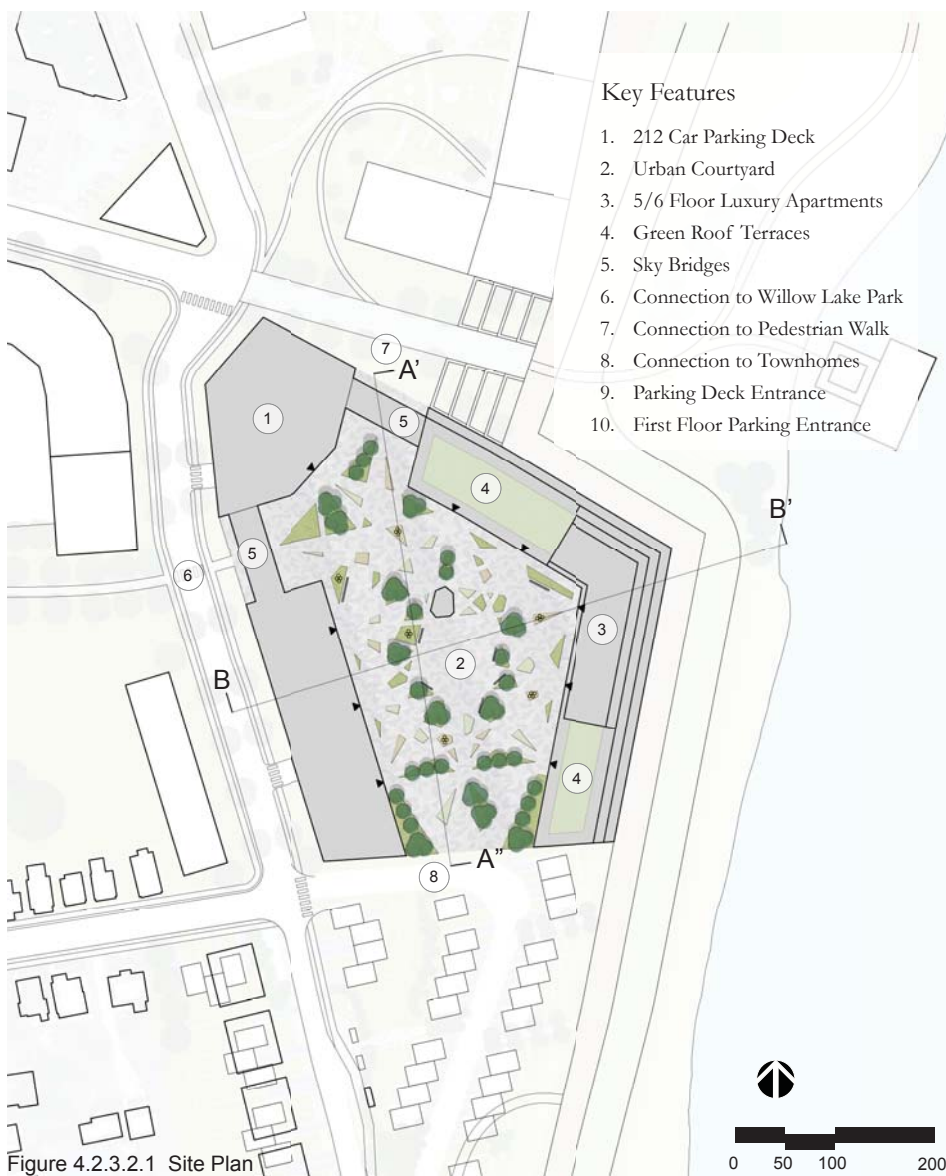 Key Features
1. 212 Car Parking Deck
2. Urban Courtyard
3. 5/6 Floor Luxury Apartments
4. Green Roof Terraces
5. Sky Bridges
6. Connection to Willow Lake Park
7. Connection to Pedestrian Walk
8. Connection to Townhomes
9. Parking Deck Entrance
10. First Floor Parking Entrance
7
A'
1
5
4
B'
5
6
3
2
B
4
A"
8
Figure 4.2.3.2.1 Site Plan
0 50 100 200